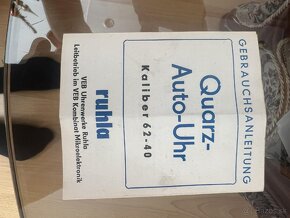 GEBRAUCHSANLEITUNG
Quarz-
Auto-Uhr
Kaliber 62-40
ruhla
VEB Uhrenwerke Ruhla
Leitbetrieb im VEB Kombinat Mikroelektronik